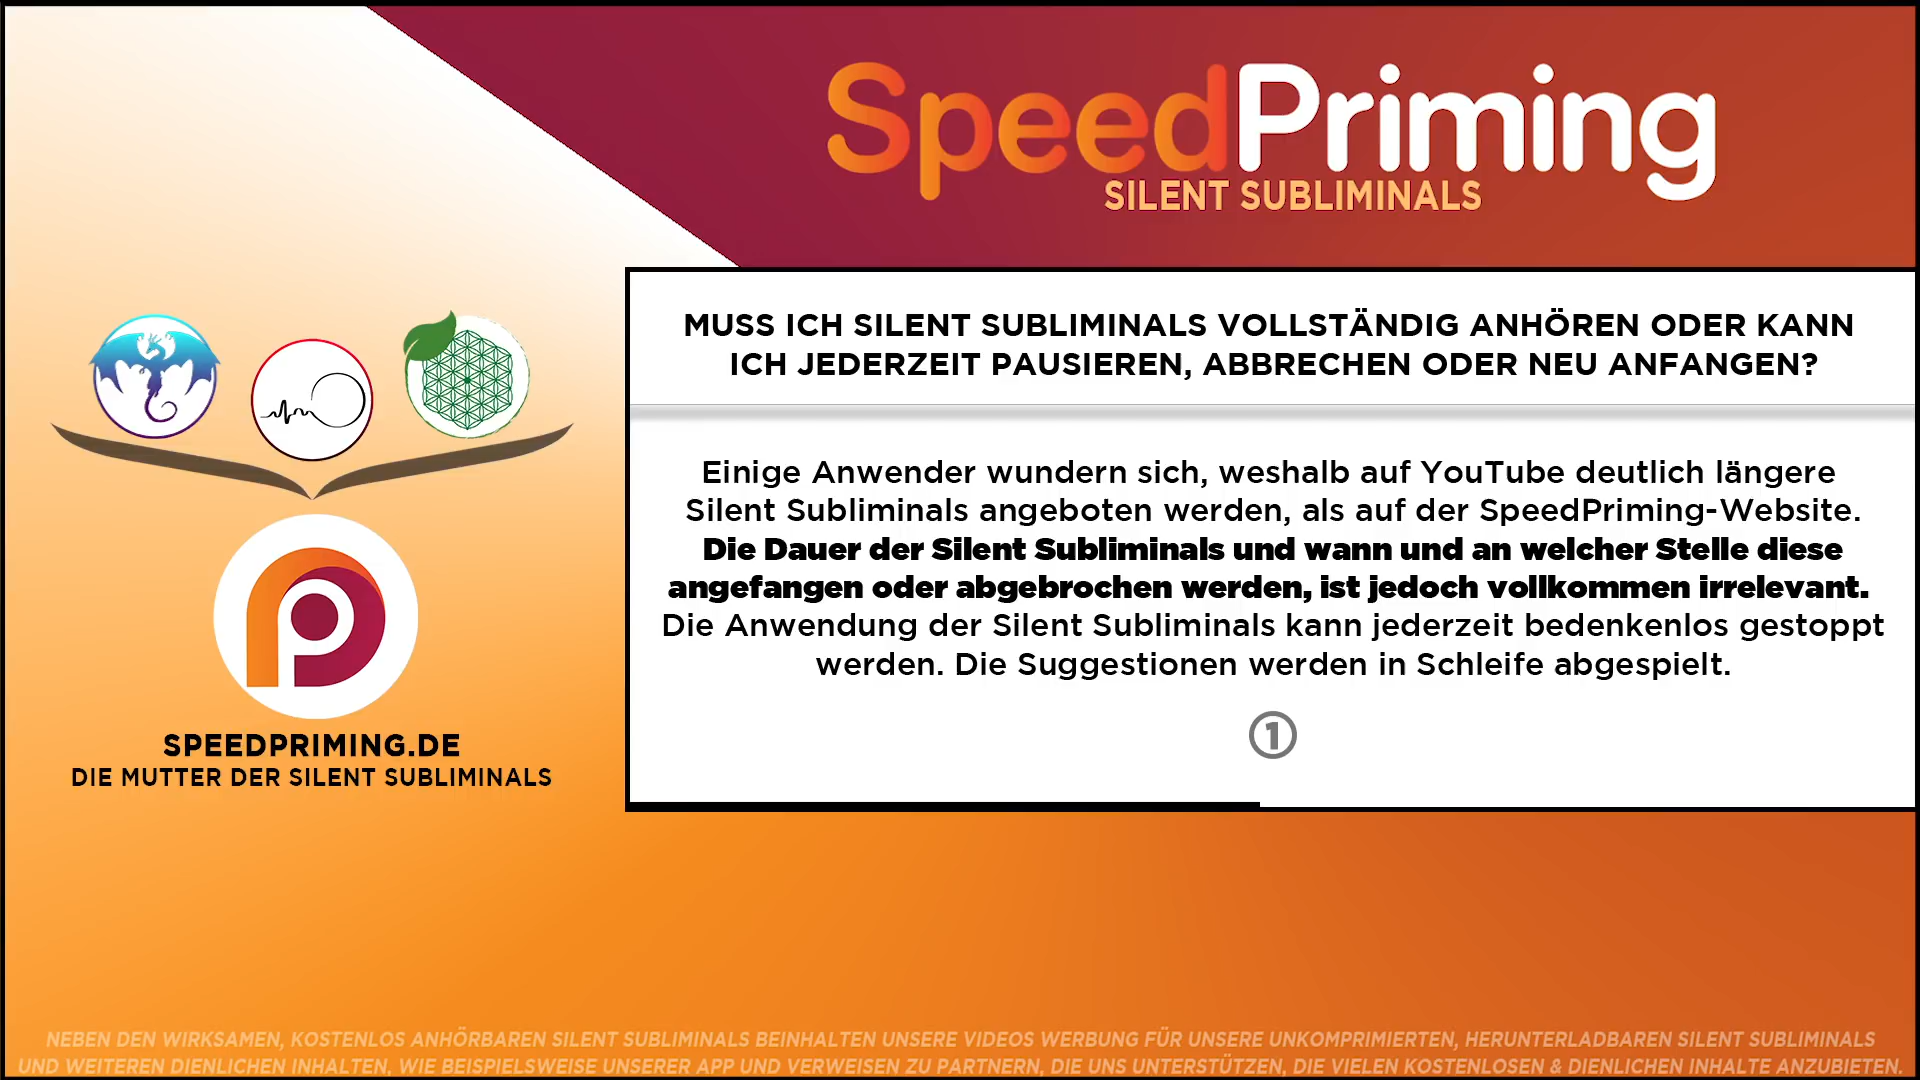 SpeedPriming
SILENT SUBLIMINALS
MUSS ICH SILENT SUBLIMINALS VOLLSTÄNDIG ANHÖREN ODER KANN
ICH JEDERZEIT PAUSIEREN, ABBRECHEN ODER NEU ANFANGEN?
Einige Anwender wundern sich, weshalb auf YouTube deutlich längere
Silent Subliminals angeboten werden, als auf der SpeedPriming-Website.
Die Dauer der Silent Subliminals und wann und an welcher Stelle diese
angefangen oder abgebrochen werden, ist jedoch vollkommen irrelevant.
Die Anwendung der Silent Subliminals kann jederzeit bedenkenlos gestoppt
werden. Die Suggestionen werden in Schleife abgespielt.
1
SPEEDPRIMING.DE
DIE MUTTER DER SILENT SUBLIMINALS
NEBEN DEN WIRKSAMEN, KOSTENLOS ANHÖRBAREN SILENT SUBLIMINALS BEINHALTEN UNSERE VIDEOS WERBUNG FÜR UNSERE UNKOMPRIMIERTEN, HERUNTERLADBAREN SILENT SUBLIMINALS
UND WEITEREN DIENLICHEN INHALTEN, WIE BEISPIELSWEISE UNSERER APP UND VERWEISEN ZU PARTNERN, DIE UNS UNTERSTÜTZEN, DIE VIELEN KOSTENLOSEN & DIENLICHEN INHALTE ANZUBIETEN.